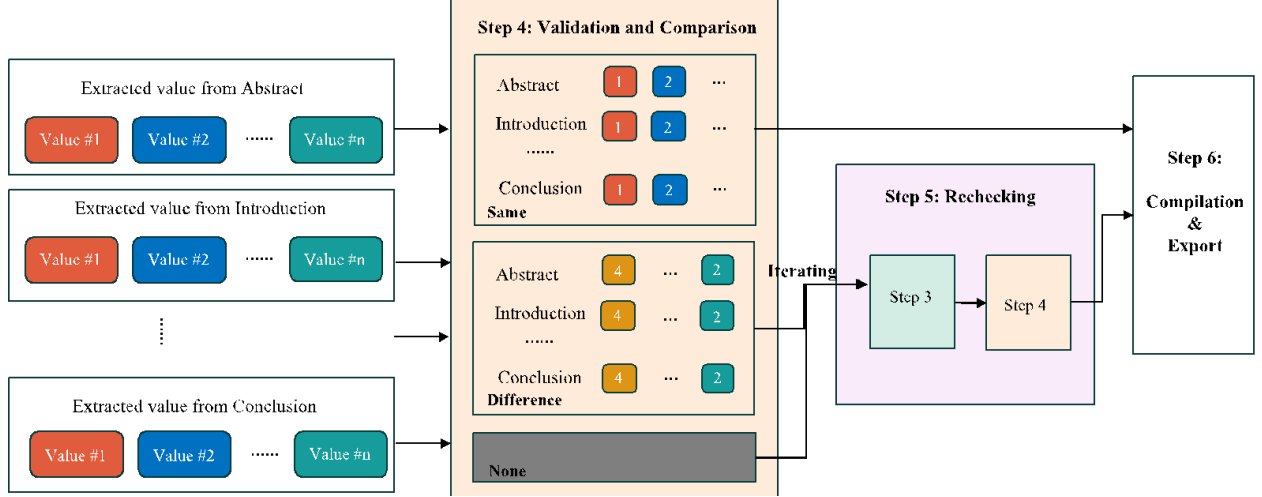 Extracted value from Abstract
Value #1 Value #2 ...... Value #n
Extracted value from Introduction
Value #1 Value #2 ...... Value #n
......
Extracted value from Conclusion
Value #1 Value #2 ...... Value #n
Step 4: Validation and Comparison
Abstract 1 2 ...
Introduction 1 2 ...
......
Conclusion 1 2 ...
Same
Abstract 4 ... 2
Introduction 4 ... 2
......
Conclusion 4 ... 2
Difference
None
Iterating
Step 5: Rechecking
Step 3
Step 4
Step 6:
Compilation
&
Export